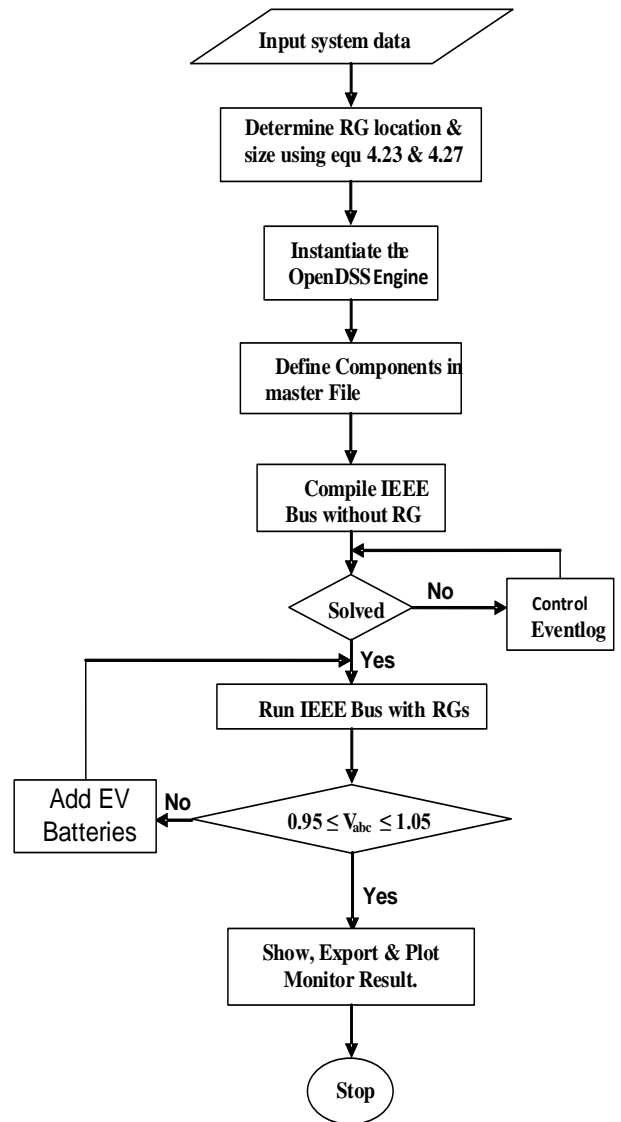 Input system data
Determine RG location &
size using equ 4.23 & 4.27
Instantiate the
OpenDSS Engine
Define Components in
master File
Compile IEEE
Bus without RG
Solved
No
Control
Eventlog
Yes
Run IEEE Bus with RGs
Add EV
Batteries
No
0.95 ≤ Vabc ≤ 1.05
Yes
Show, Export & Plot
Monitor Result.
Stop